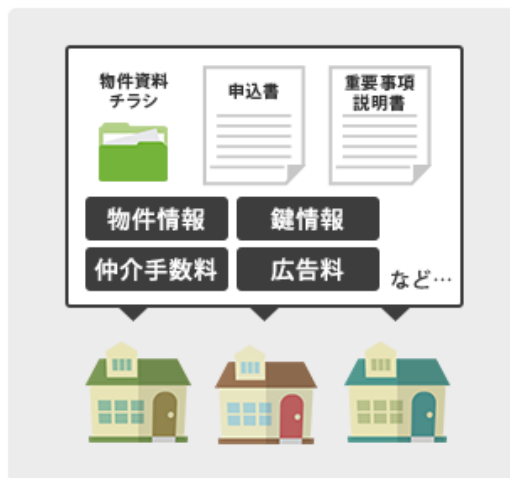 物件資料
チラシ
申込書
重要事項
説明書
物件情報
鍵情報
仲介手数料
広告料
など…